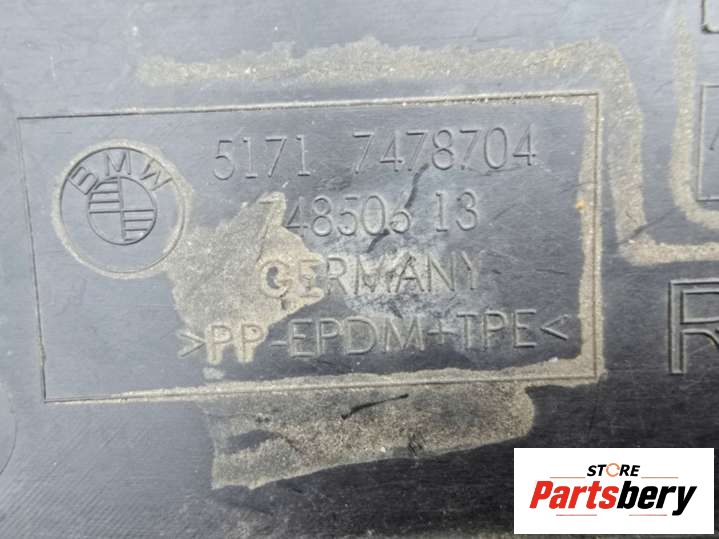 BMW
5171 7478704
748506 13
GERMANY
>PP-EPDM+TPE<
R
STORE
Partsbery